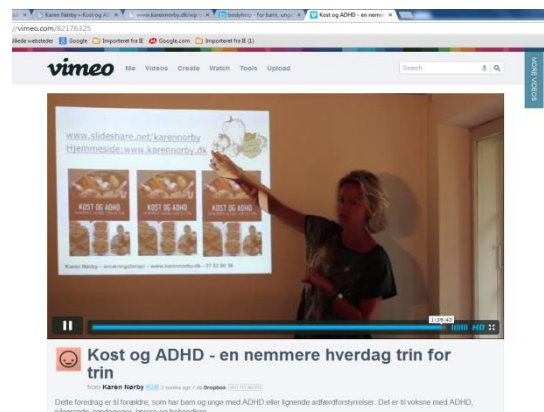 Karen Nørby » Kost og AD
www.karennorby.dk/wp-
bodyhelp - for børn, unge
Kost og ADHD - en nemm
//vimeo.com/82176325
Google
Importeret fra IE
Google.com
Importeret fra IE (1)
vimeo
Me Videos Create Watch Tools Upload
Search
MORE VIDEOS
www.slideshare.net/karennorby
Hjemmeside:www.karennorby.dk
KOST OG ADHD
KOST OG ADHD
KOST OG ADHD
1:39:43
HD
Kost og ADHD - en nemmere hverdag trin for
trin
from Karen Nørby PLUS 2 weeks ago / via Dropbox
Dette foredrag er til forældre, som har børn og unge med ADHD eller lignende adfærdforstyrrelser. Det er til voksne med ADHD,